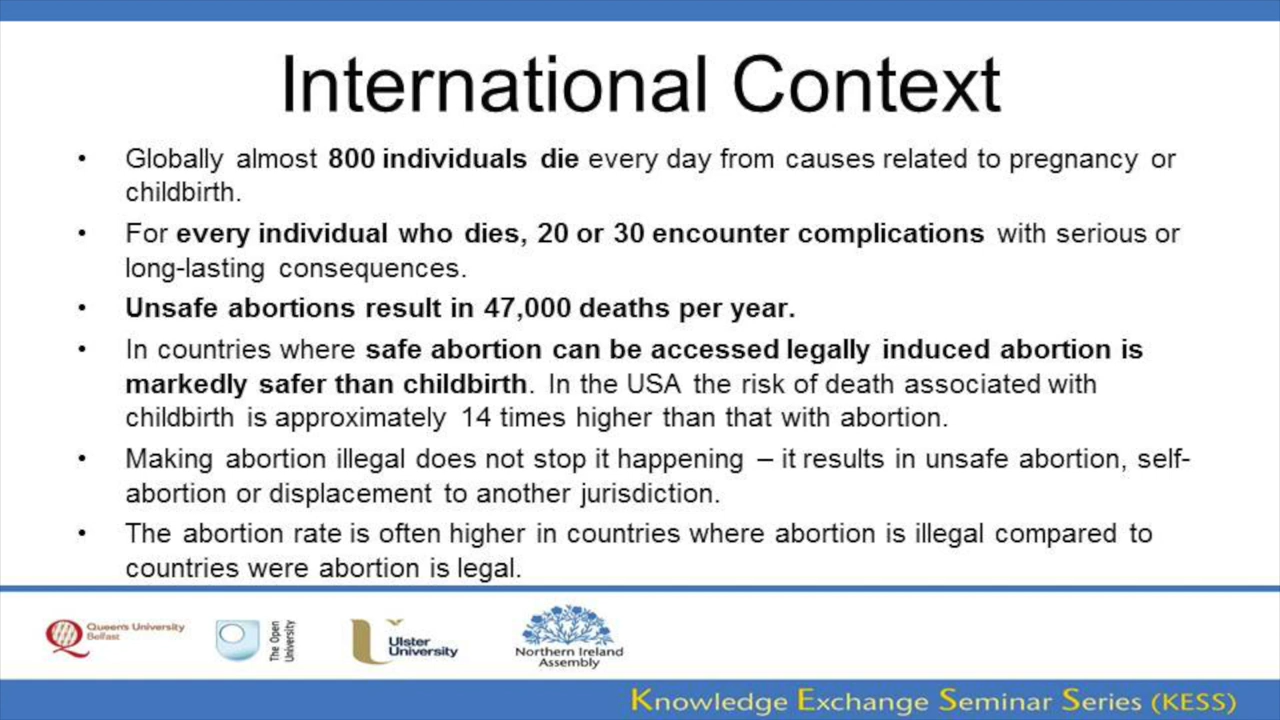 International Context
• Globally almost 800 individuals die every day from causes related to pregnancy or
childbirth.
• For every individual who dies, 20 or 30 encounter complications with serious or
long-lasting consequences.
• Unsafe abortions result in 47,000 deaths per year.
• In countries where safe abortion can be accessed legally induced abortion is
markedly safer than childbirth. In the USA the risk of death associated with
childbirth is approximately 14 times higher than that with abortion.
• Making abortion illegal does not stop it happening – it results in unsafe abortion, self-
abortion or displacement to another jurisdiction.
• The abortion rate is often higher in countries where abortion is illegal compared to
countries were abortion is legal.
Queen's University
Belfast
The Open
University
Ulster
University
Northern Ireland
Assembly
Knowledge Exchange Seminar Series (KESS)